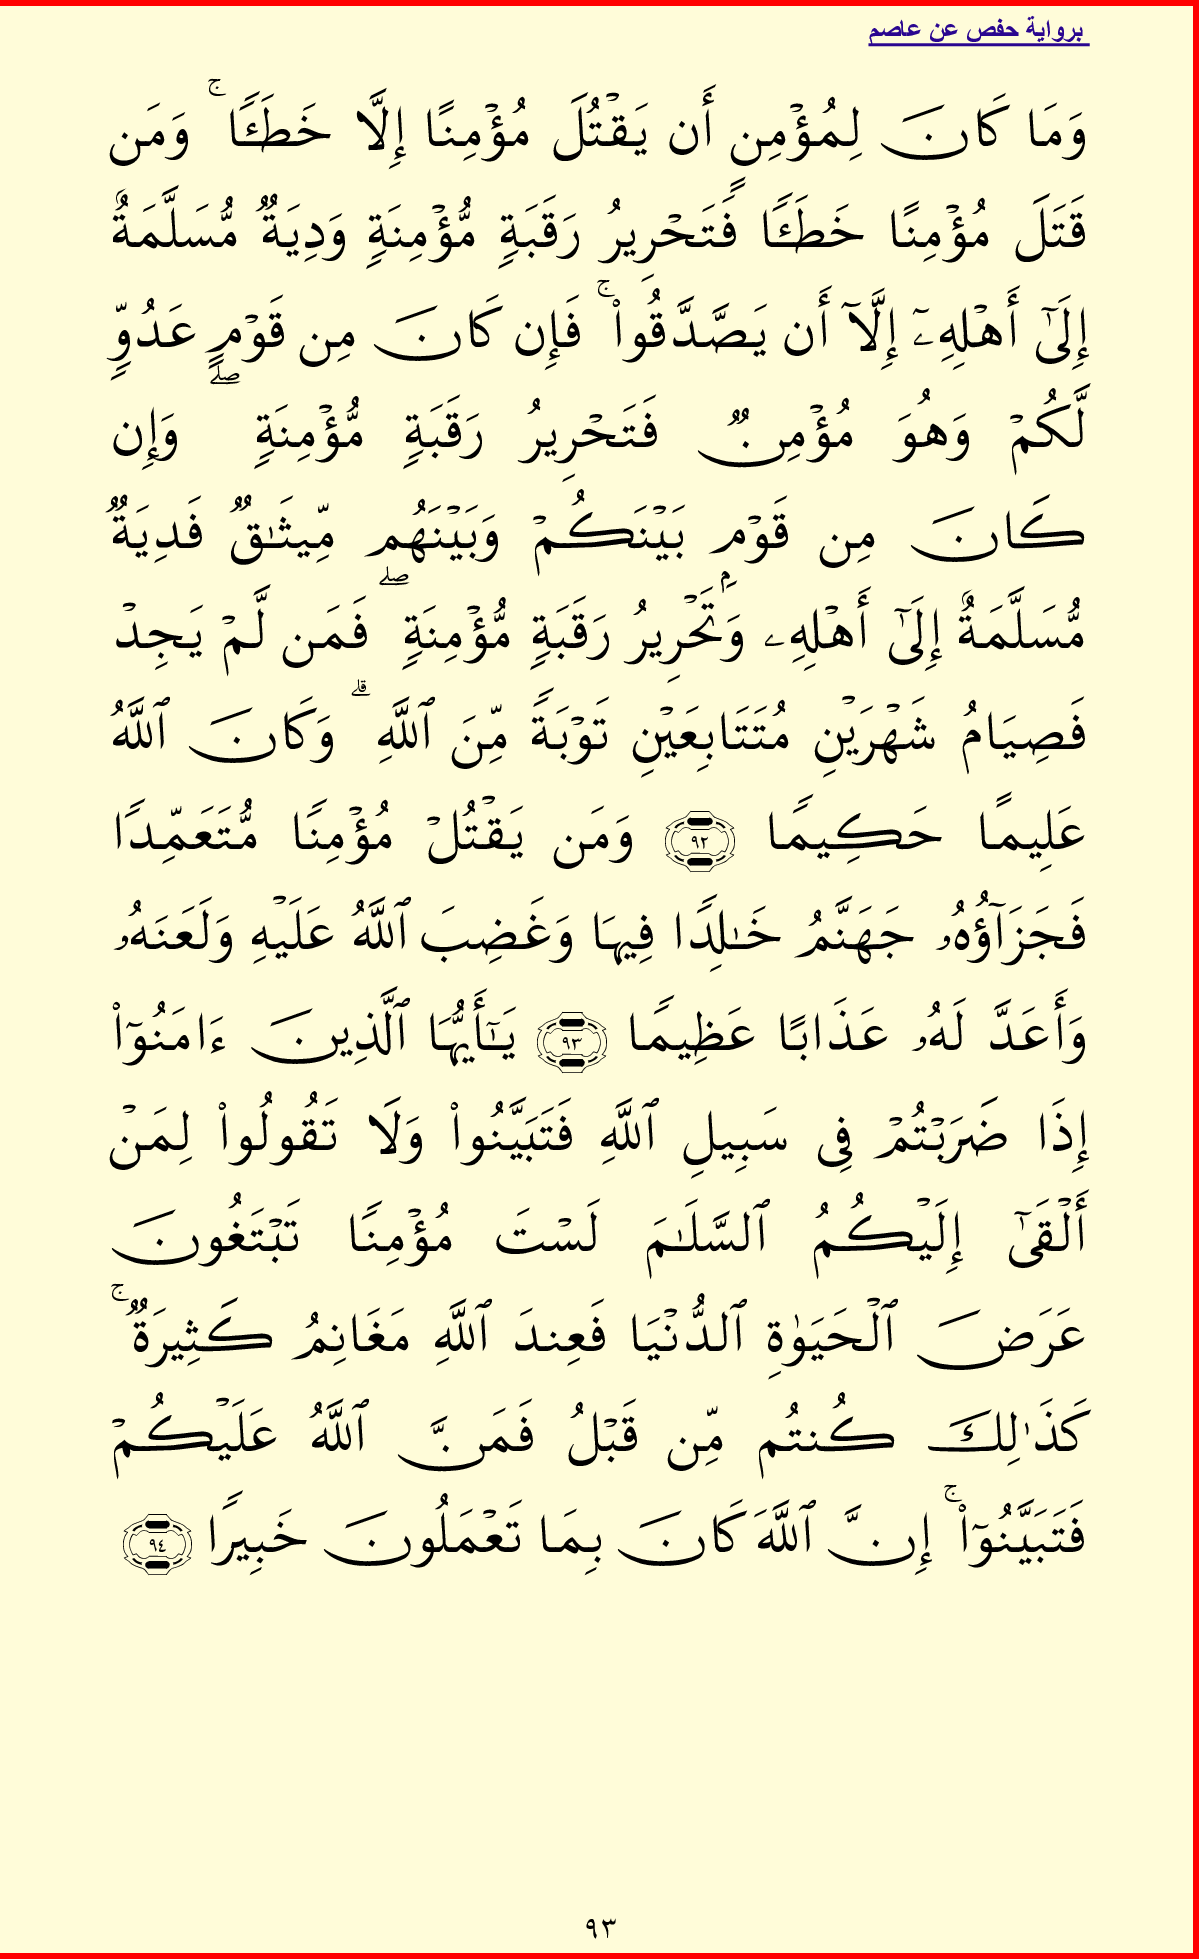 برواية حفص عن عاصم
وَمَا كَانَ لِمُؤْمِنٍ أَن يَقْتُلَ مُؤْمِنًا إِلَّا خَطَـًٔا ۚ وَمَن
قَتَلَ مُؤْمِنًا خَطَـًٔا فَتَحْرِيرُ رَقَبَةٍ مُّؤْمِنَةٍ وَدِيَةٌ مُّسَلَّمَةٌ
إِلَىٰٓ أَهْلِهِۦٓ إِلَّآ أَن يَصَّدَّقُوا۟ ۚ فَإِن كَانَ مِن قَوْمٍ عَدُوٍّ
لَّكُمْ وَهُوَ مُؤْمِنٌ فَتَحْرِيرُ رَقَبَةٍ مُّؤْمِنَةٍ ۖ وَإِن
كَانَ مِن قَوْمٍۭ بَيْنَكُمْ وَبَيْنَهُم مِّيثَـٰقٌ فَدِيَةٌ
مُّسَلَّمَةٌ إِلَىٰٓ أَهْلِهِۦ وَتَحْرِيرُ رَقَبَةٍ مُّؤْمِنَةٍ ۖ فَمَن لَّمْ يَجِدْ
فَصِيَامُ شَهْرَيْنِ مُتَتَابِعَيْنِ تَوْبَةً مِّنَ ٱللَّهِ ۗ وَكَانَ ٱللَّهُ
عَلِيمًا حَكِيمًا ٩٢ وَمَن يَقْتُلْ مُؤْمِنًا مُّتَعَمِّدًا
فَجَزَآؤُهُۥ جَهَنَّمُ خَـٰلِدًا فِيهَا وَغَضِبَ ٱللَّهُ عَلَيْهِ وَلَعَنَهُۥ
وَأَعَدَّ لَهُۥ عَذَابًا عَظِيمًا ٩٣ يَـٰٓأَيُّهَا ٱلَّذِينَ ءَامَنُوٓا۟
إِذَا ضَرَبْتُمْ فِى سَبِيلِ ٱللَّهِ فَتَبَيَّنُوا۟ وَلَا تَقُولُوا۟ لِمَنْ
أَلْقَىٰٓ إِلَيْكُمُ ٱلسَّلَـٰمَ لَسْتَ مُؤْمِنًا تَبْتَغُونَ
عَرَضَ ٱلْحَيَوٰةِ ٱلدُّنْيَا فَعِندَ ٱللَّهِ مَغَانِمُ كَثِيرَةٌ ۚ
كَذَٰلِكَ كُنتُم مِّن قَبْلُ فَمَنَّ ٱللَّهُ عَلَيْكُمْ
فَتَبَيَّنُوٓا۟ ۚ إِنَّ ٱللَّهَ كَانَ بِمَا تَعْمَلُونَ خَبِيرًا ٩٤
٩٣